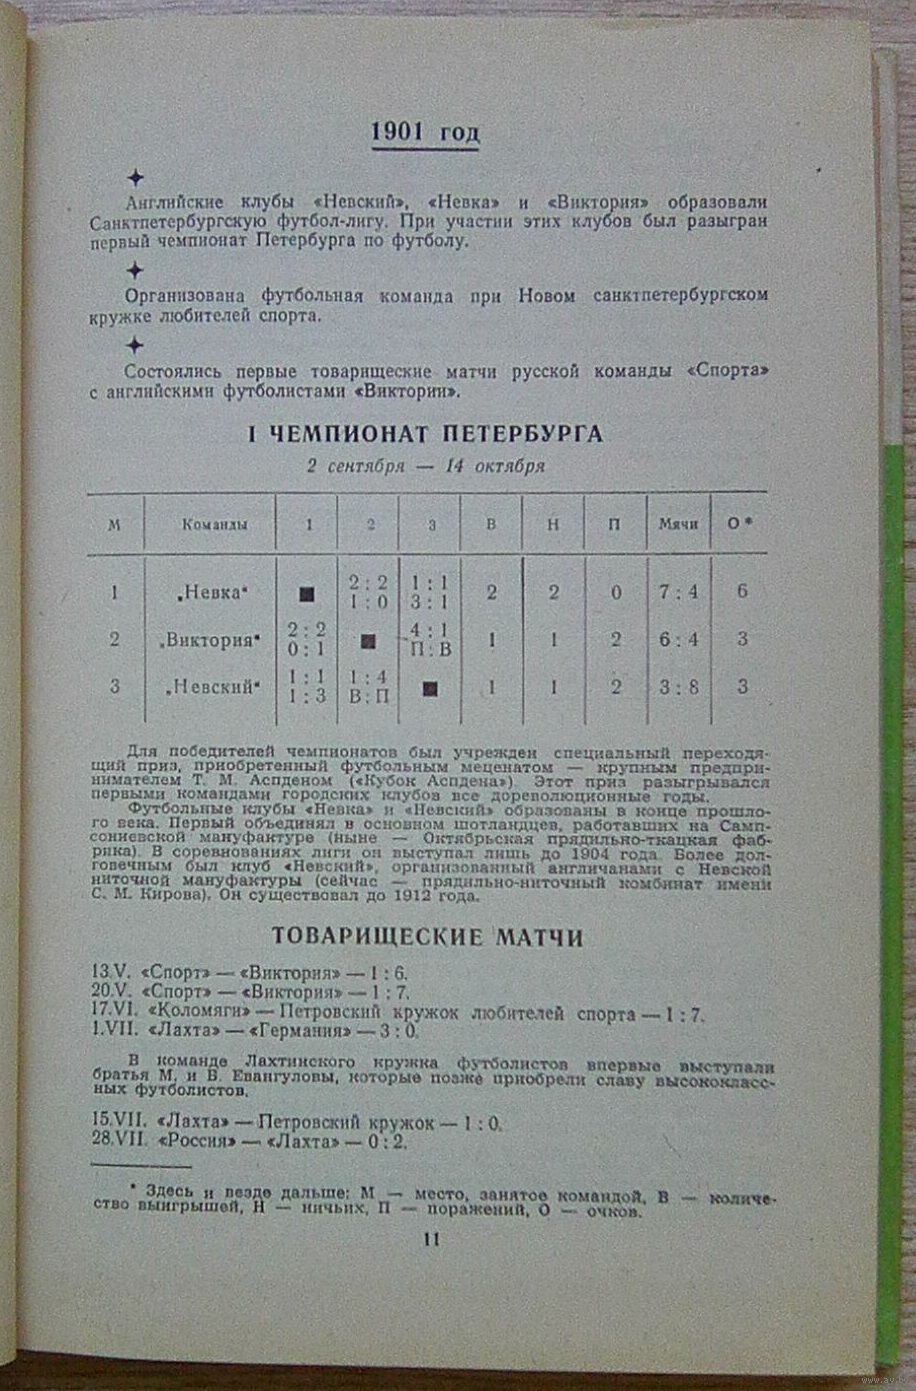 1901 год
Английские клубы «Невский», «Невка» и «Виктория» образовали
Санктпетербургскую футбол-лигу. При участии этих клубов был разыгран
первый чемпионат Петербурга по футболу.
Организована футбольная команда при Новом санктпетербургском
кружке любителей спорта.
Состоялись первые товарищеские матчи русской команды «Спорта»
с английскими футболистами «Виктории».
I ЧЕМПИОНАТ ПЕТЕРБУРГА
2 сентября — 14 октября
М Команды 1 2 3 В Н П Мячи О*
1 „Невка“ ■ 2 : 2 1 : 1 2 2 0 7 : 4 6
1 : 0 3 : 1
2 „Виктория“ 2 : 2 ■ 4 : 1 1 1 2 6 : 4 3
0 : 1 П : В
3 „Невский“ 1 : 1 1 : 4 ■ 1 1 2 3 : 8 3
1 : 3 В : П
Для победителей чемпионатов был учрежден специальный переходя-
щий приз, приобретенный футбольным меценатом — крупным предпри-
нимателем Т. М. Аспденом («Кубок Аспдена»). Этот приз разыгрывался
первыми командами городских клубов все дореволюционные годы.
Футбольные клубы «Невка» и «Невский» образованы в конце прошло-
го века. Первый объединял в основном шотландцев, работавших на Самп-
сониевской мануфактуре (ныне — Октябрьская прядильно-ткацкая фаб-
рика). В соревнованиях лиги он выступал лишь до 1904 года. Более дол-
говечным был клуб «Невский», организованный англичанами с Невской
ниточной мануфактуры (сейчас — прядильно-ниточный комбинат имени
С. М. Кирова). Он существовал до 1912 года.
ТОВАРИЩЕСКИЕ МАТЧИ
13.V. «Спорт» — «Виктория» — 1 : 6.
20.V. «Спорт» — «Виктория» — 1 : 7.
17.VI. «Коломяги» — Петровский кружок любителей спорта — 1 : 7.
1.VII. «Лахта» — «Германия» — 3 : 0.
В команде Лахтинского кружка футболистов впервые выступали
братья М. и В. Евангуловы, которые позже приобрели славу высококласс-
ных футболистов.
15.VII. «Лахта» — Петровский кружок — 1 : 0.
28.VII. «Россия» — «Лахта» — 0 : 2.
* Здесь и везде дальше: М — место, занятое командой, В — количе-
ство выигрышей, Н — ничьих, П — поражений, О — очков.
11
www.av.by